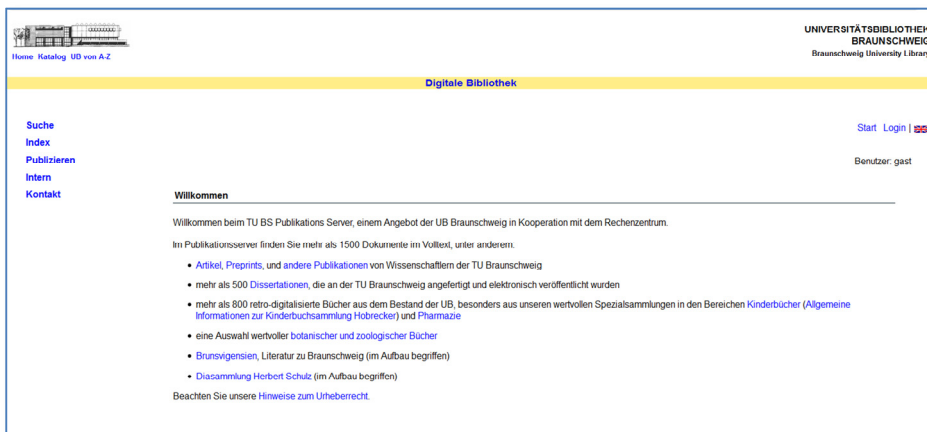 UNIVERSITÄTSBIBLIOTHEK
BRAUNSCHWEIG
Braunschweig University Library
Home Katalog UB von A-Z
Digitale Bibliothek
Suche
Index
Publizieren
Intern
Kontakt
Start Login |
Benutzer: gast
Willkommen
Willkommen beim TU BS Publikations Server, einem Angebot der UB Braunschweig in Kooperation mit dem Rechenzentrum.
Im Publikationsserver finden Sie mehr als 1500 Dokumente im Volltext, unter anderem:
• Artikel, Preprints, und andere Publikationen von Wissenschaftlern der TU Braunschweig
• mehr als 500 Dissertationen, die an der TU Braunschweig angefertigt und elektronisch veröffentlicht wurden
• mehr als 800 retro-digitalisierte Bücher aus dem Bestand der UB, besonders aus unseren wertvollen Spezialsammlungen in den Bereichen Kinderbücher (Allgemeine
Informationen zur Kinderbuchsammlung Hobrecker) und Pharmazie
• eine Auswahl wertvoller botanischer und zoologischer Bücher
• Brunsvigensien, Literatur zu Braunschweig (im Aufbau begriffen)
• Diasammlung Herbert Schulz (im Aufbau begriffen)
Beachten Sie unsere Hinweise zum Urheberrecht.